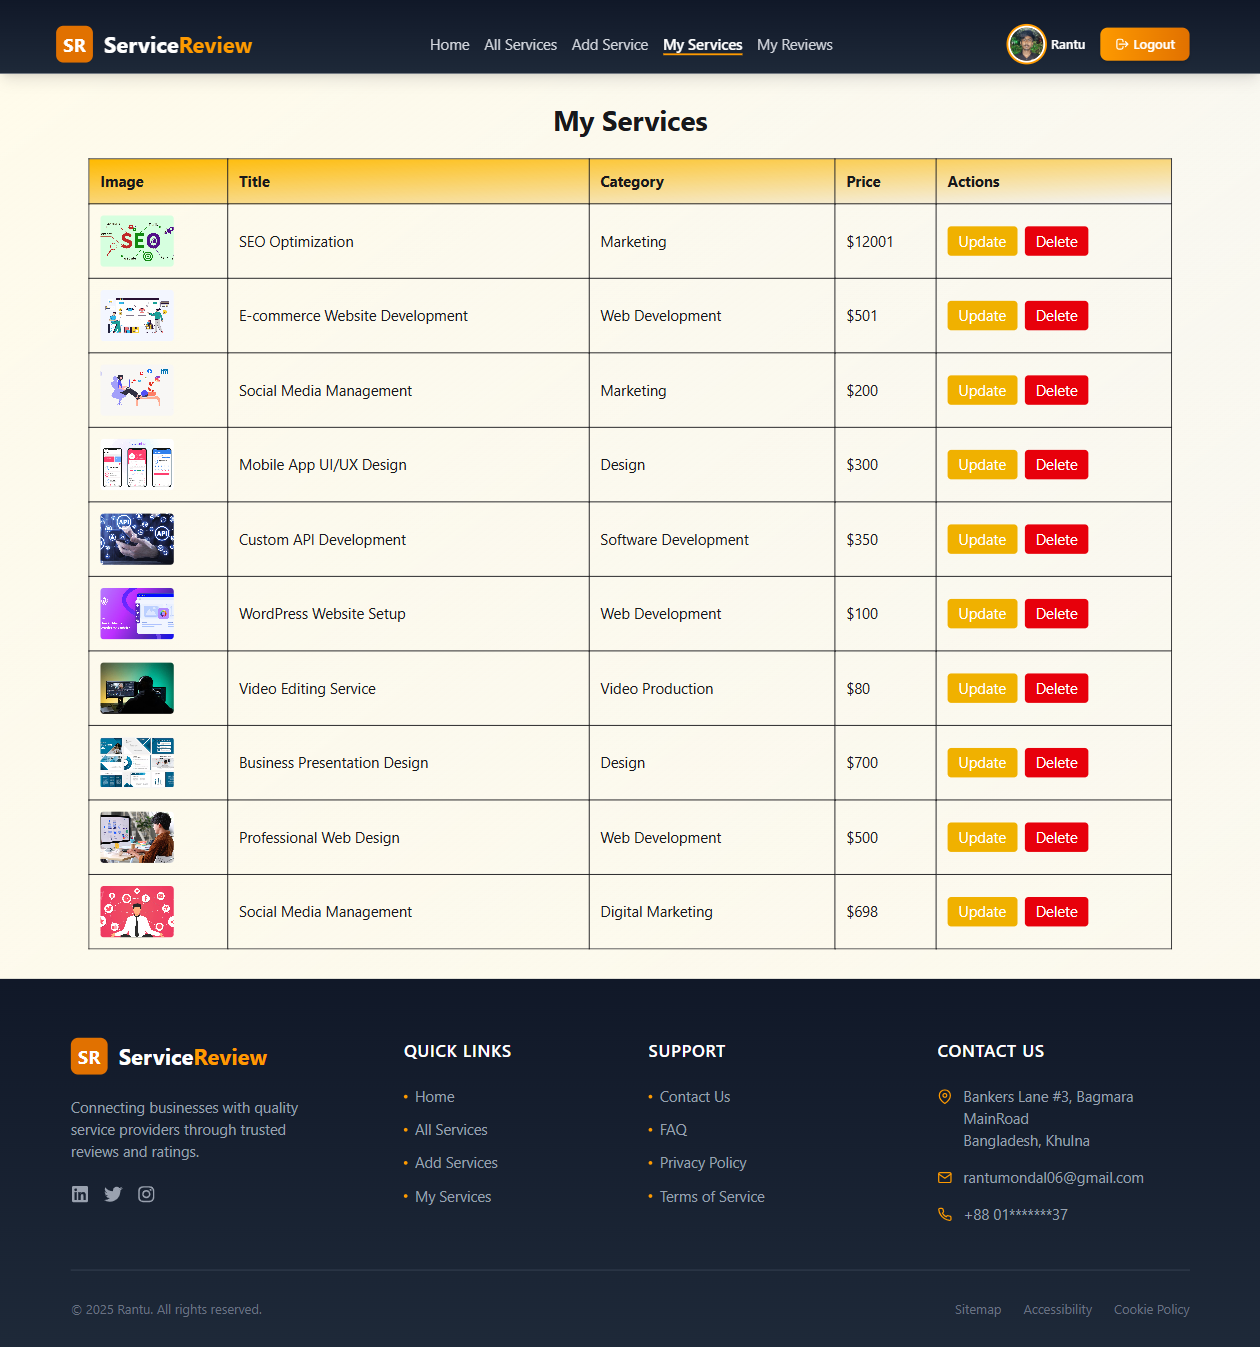 SR ServiceReview
Home All Services Add Service My Services My Reviews
Rantu Logout
My Services
Image Title Category Price Actions
SEO
SEO Optimization Marketing $12001 Update Delete
E-commerce Website Development Web Development $501 Update Delete
Social Media Management Marketing $200 Update Delete
Mobile App UI/UX Design Design $300 Update Delete
API
API
Custom API Development Software Development $350 Update Delete
WordPress Website Setup Web Development $100 Update Delete
Video Editing Service Video Production $80 Update Delete
Business Presentation Design Design $700 Update Delete
Professional Web Design Web Development $500 Update Delete
Social Media Management Digital Marketing $698 Update Delete
SR ServiceReview
Connecting businesses with quality
service providers through trusted
reviews and ratings.
QUICK LINKS
• Home
• All Services
• Add Services
• My Services
SUPPORT
• Contact Us
• FAQ
• Privacy Policy
• Terms of Service
CONTACT US
Bankers Lane #3, Bagmara
MainRoad
Bangladesh, Khulna
rantumondal06@gmail.com
+88 01*******37
© 2025 Rantu. All rights reserved.
Sitemap Accessibility Cookie Policy